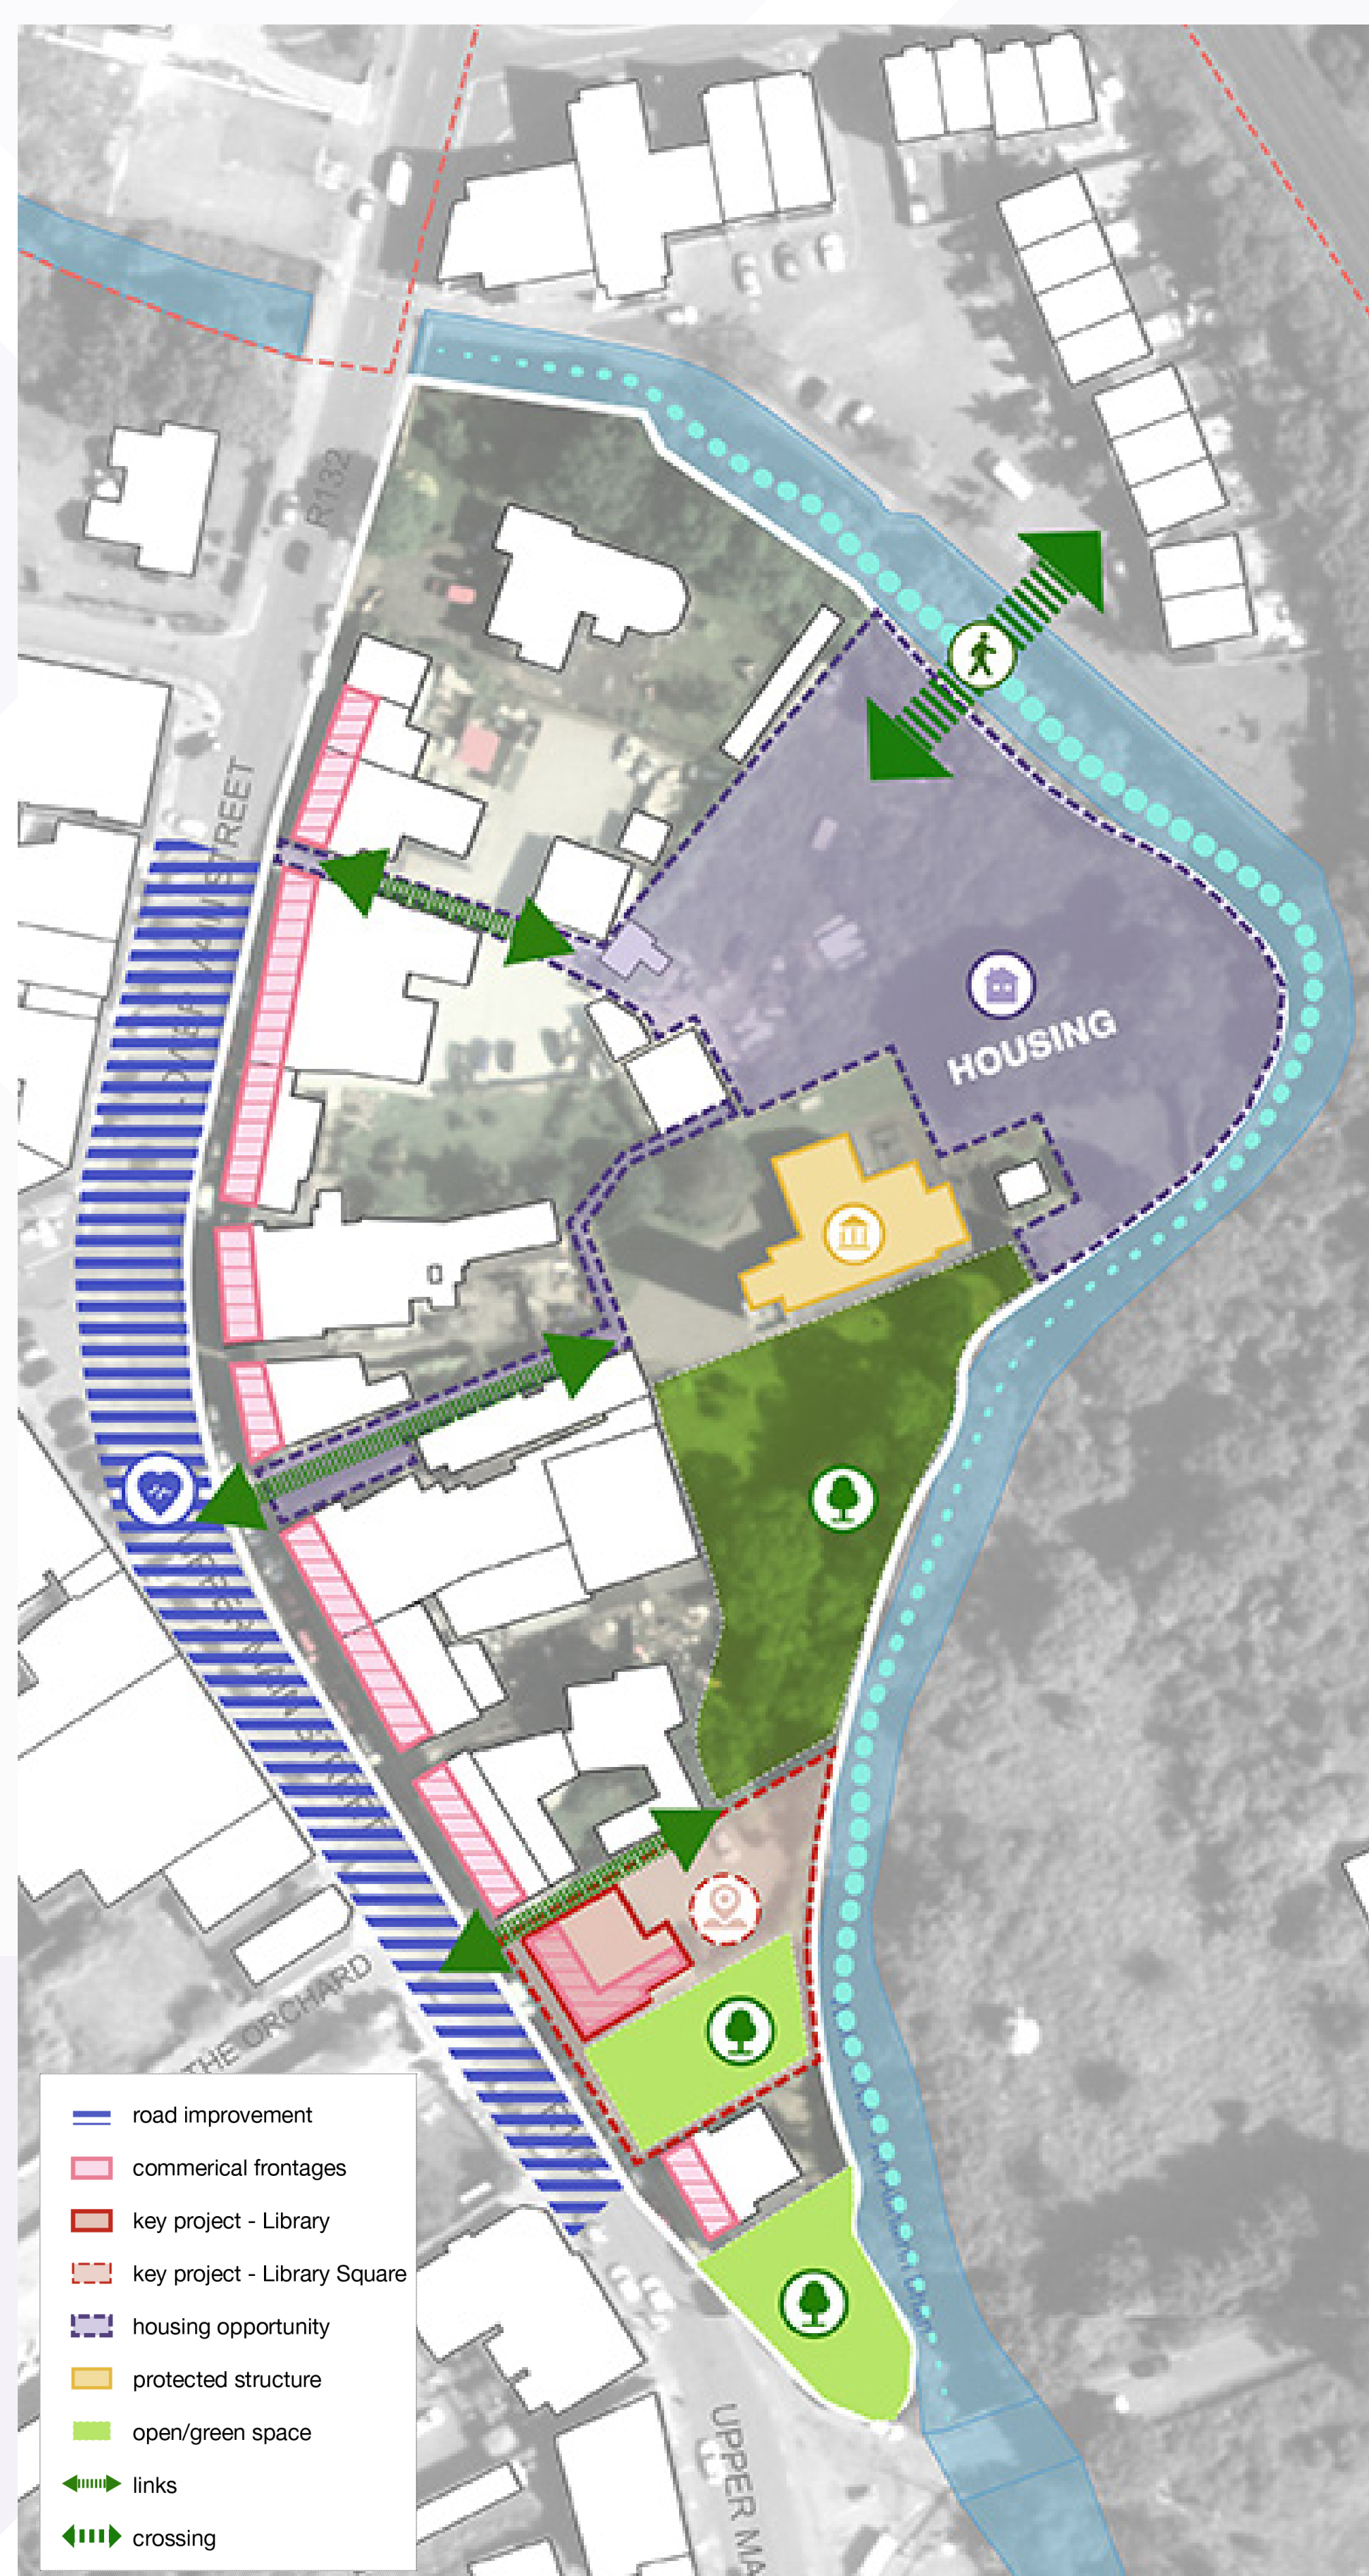 R132
STREET
HOUSING
THE ORCHARD
road improvement
commerical frontages
key project - Library
key project - Library Square
housing opportunity
protected structure
open/green space
links
crossing
UPPER MA